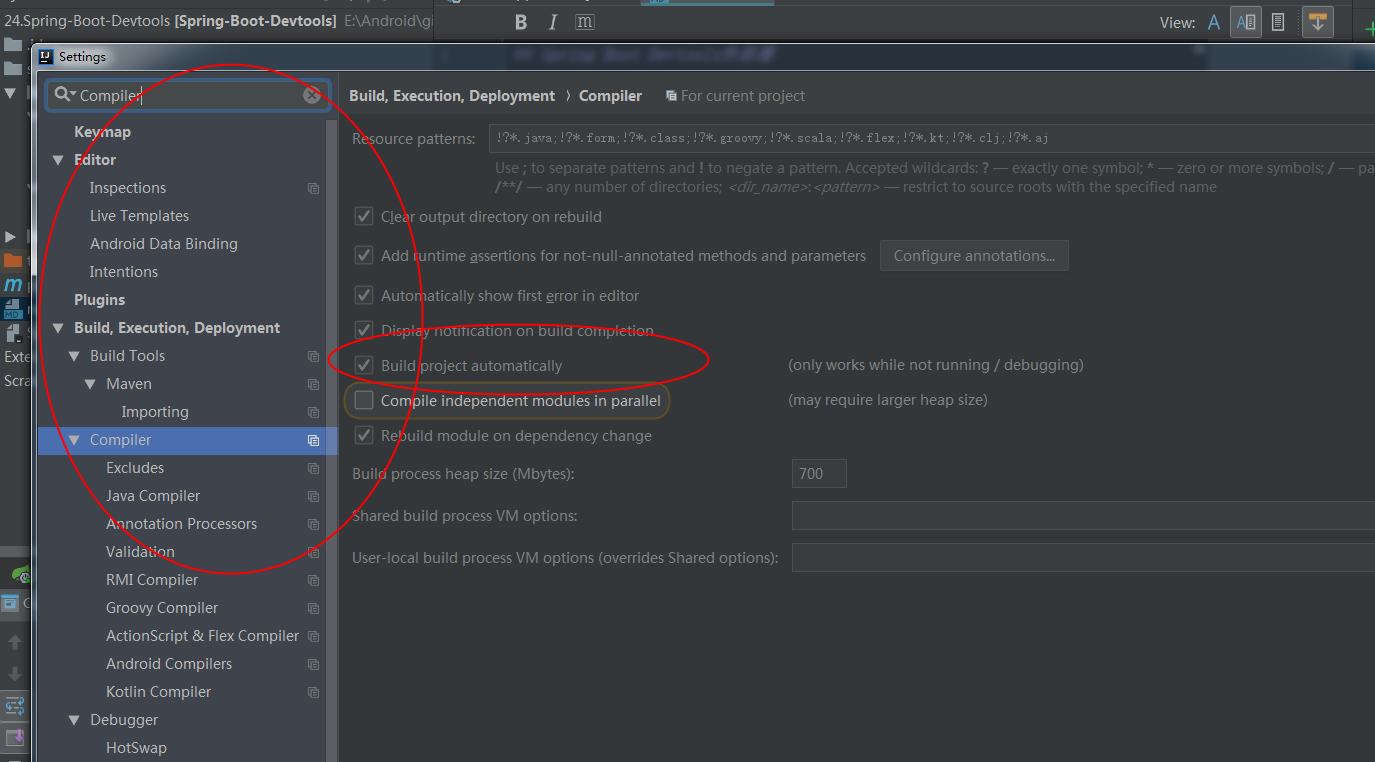 24.Spring-Boot-Devtools [Spring-Boot-Devtools] E:\Android\gi
B I m
View: A A
Settings
Compiler
Build, Execution, Deployment › Compiler For current project
Keymap
Editor
Inspections
Live Templates
Android Data Binding
Intentions
Plugins
Build, Execution, Deployment
Build Tools
Maven
Importing
Compiler
Excludes
Java Compiler
Annotation Processors
Validation
RMI Compiler
Groovy Compiler
ActionScript & Flex Compiler
Android Compilers
Kotlin Compiler
Debugger
HotSwap
Resource patterns: !?*.java;!?*.form;!?*.class;!?*.groovy;!?*.scala;!?*.flex;!?*.kt;!?*.clj;!?*.aj
Use ; to separate patterns and ! to negate a pattern. Accepted wildcards: ? — exactly one symbol; * — zero or more symbols; / — pa
/**/ — any number of directories; <dir_name>:<pattern> — restrict to source roots with the specified name
Clear output directory on rebuild
Add runtime assertions for not-null-annotated methods and parameters Configure annotations...
Automatically show first error in editor
Display notification on build completion
Build project automatically (only works while not running / debugging)
Compile independent modules in parallel (may require larger heap size)
Rebuild module on dependency change
Build process heap size (Mbytes): 700
Shared build process VM options:
User-local build process VM options (overrides Shared options):
m
MD
Exte
Scra
C